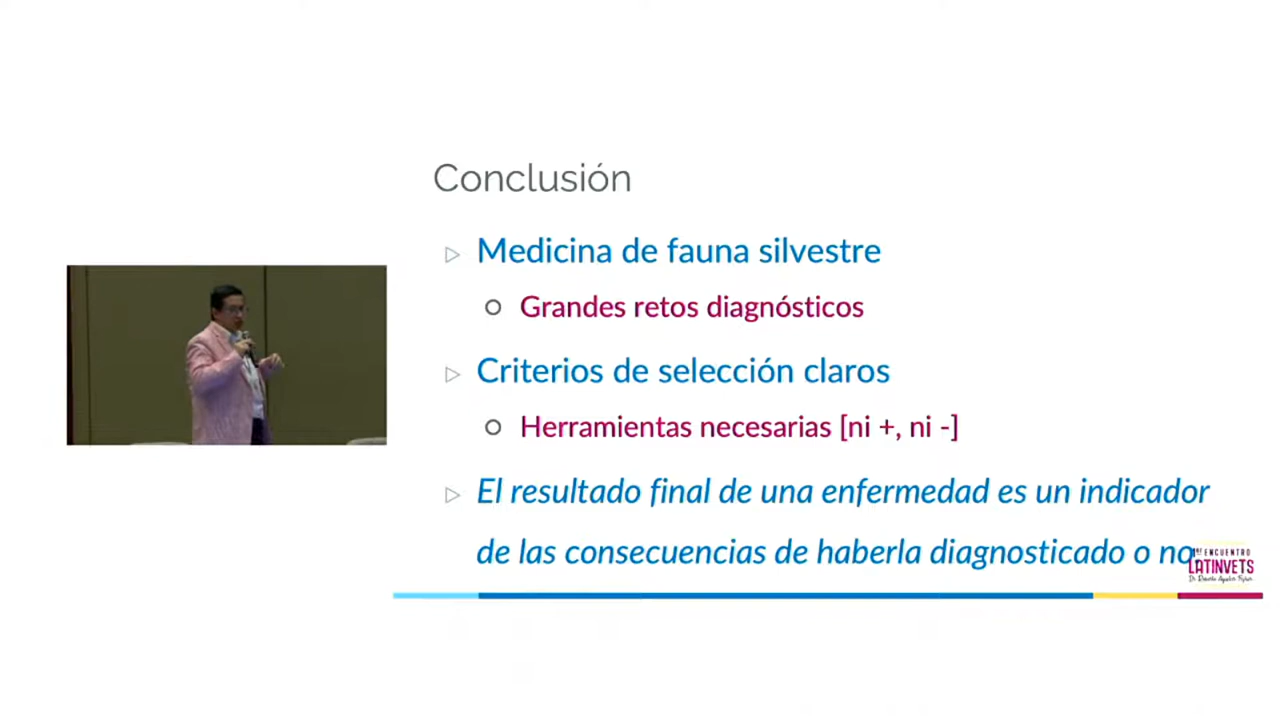 Conclusión
Medicina de fauna silvestre
Grandes retos diagnósticos
Criterios de selección claros
Herramientas necesarias [ni +, ni -]
El resultado final de una enfermedad es un indicador
de las consecuencias de haberla diagnosticado o no.
ENCUENTRO
LATINVETS